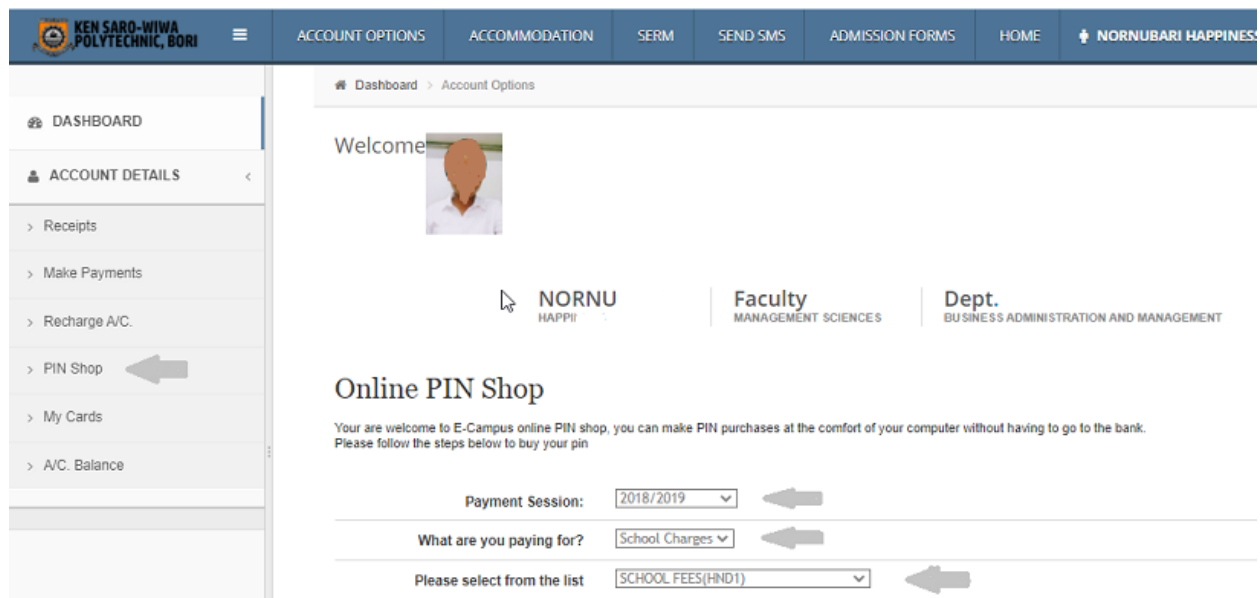 KEN SARO-WIWA
POLYTECHNIC, BORI
ACCOUNT OPTIONS
ACCOMMODATION
SERM
SEND SMS
ADMISSION FORMS
HOME
NORNUBARI HAPPINESS
Dashboard > Account Options
DASHBOARD
Welcome
ACCOUNT DETAILS <
> Receipts
> Make Payments
> Recharge A/C.
> PIN Shop
> My Cards
> A/C. Balance
NORNU
Faculty
MANAGEMENT SCIENCES
Dept.
BUSINESS ADMINISTRATION AND MANAGEMENT
Online PIN Shop
Your are welcome to E-Campus online PIN shop, you can make PIN purchases at the comfort of your computer without having to go to the bank.
Please follow the steps below to buy your pin
Payment Session: 2018/2019
What are you paying for? School Charges
Please select from the list SCHOOL FEES(HND1)